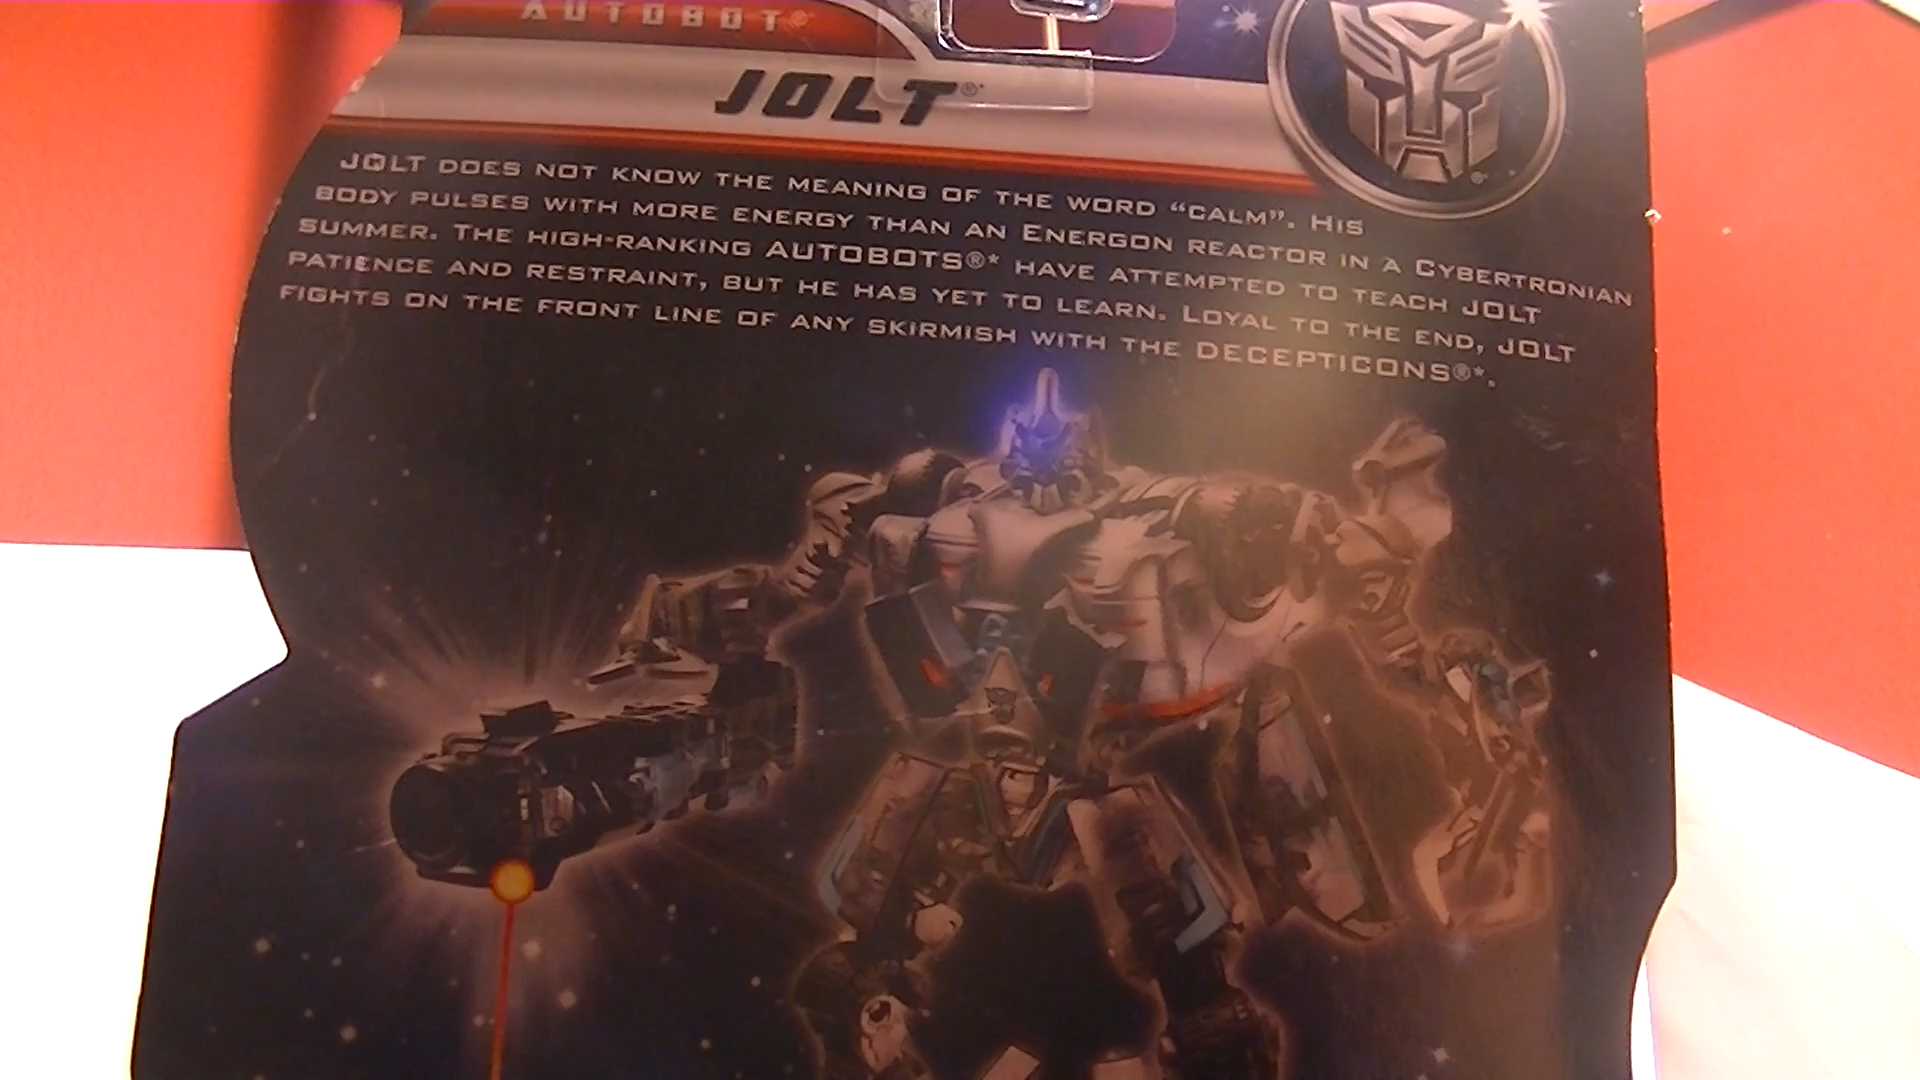 AUTOBOT®*
JOLT®*
JOLT DOES NOT KNOW THE MEANING OF THE WORD “CALM”. HIS
BODY PULSES WITH MORE ENERGY THAN AN ENERGON REACTOR IN A CYBERTRONIAN
SUMMER. THE HIGH-RANKING AUTOBOTS®* HAVE ATTEMPTED TO TEACH JOLT
PATIENCE AND RESTRAINT, BUT HE HAS YET TO LEARN. LOYAL TO THE END, JOLT
FIGHTS ON THE FRONT LINE OF ANY SKIRMISH WITH THE DECEPTICONS®*.